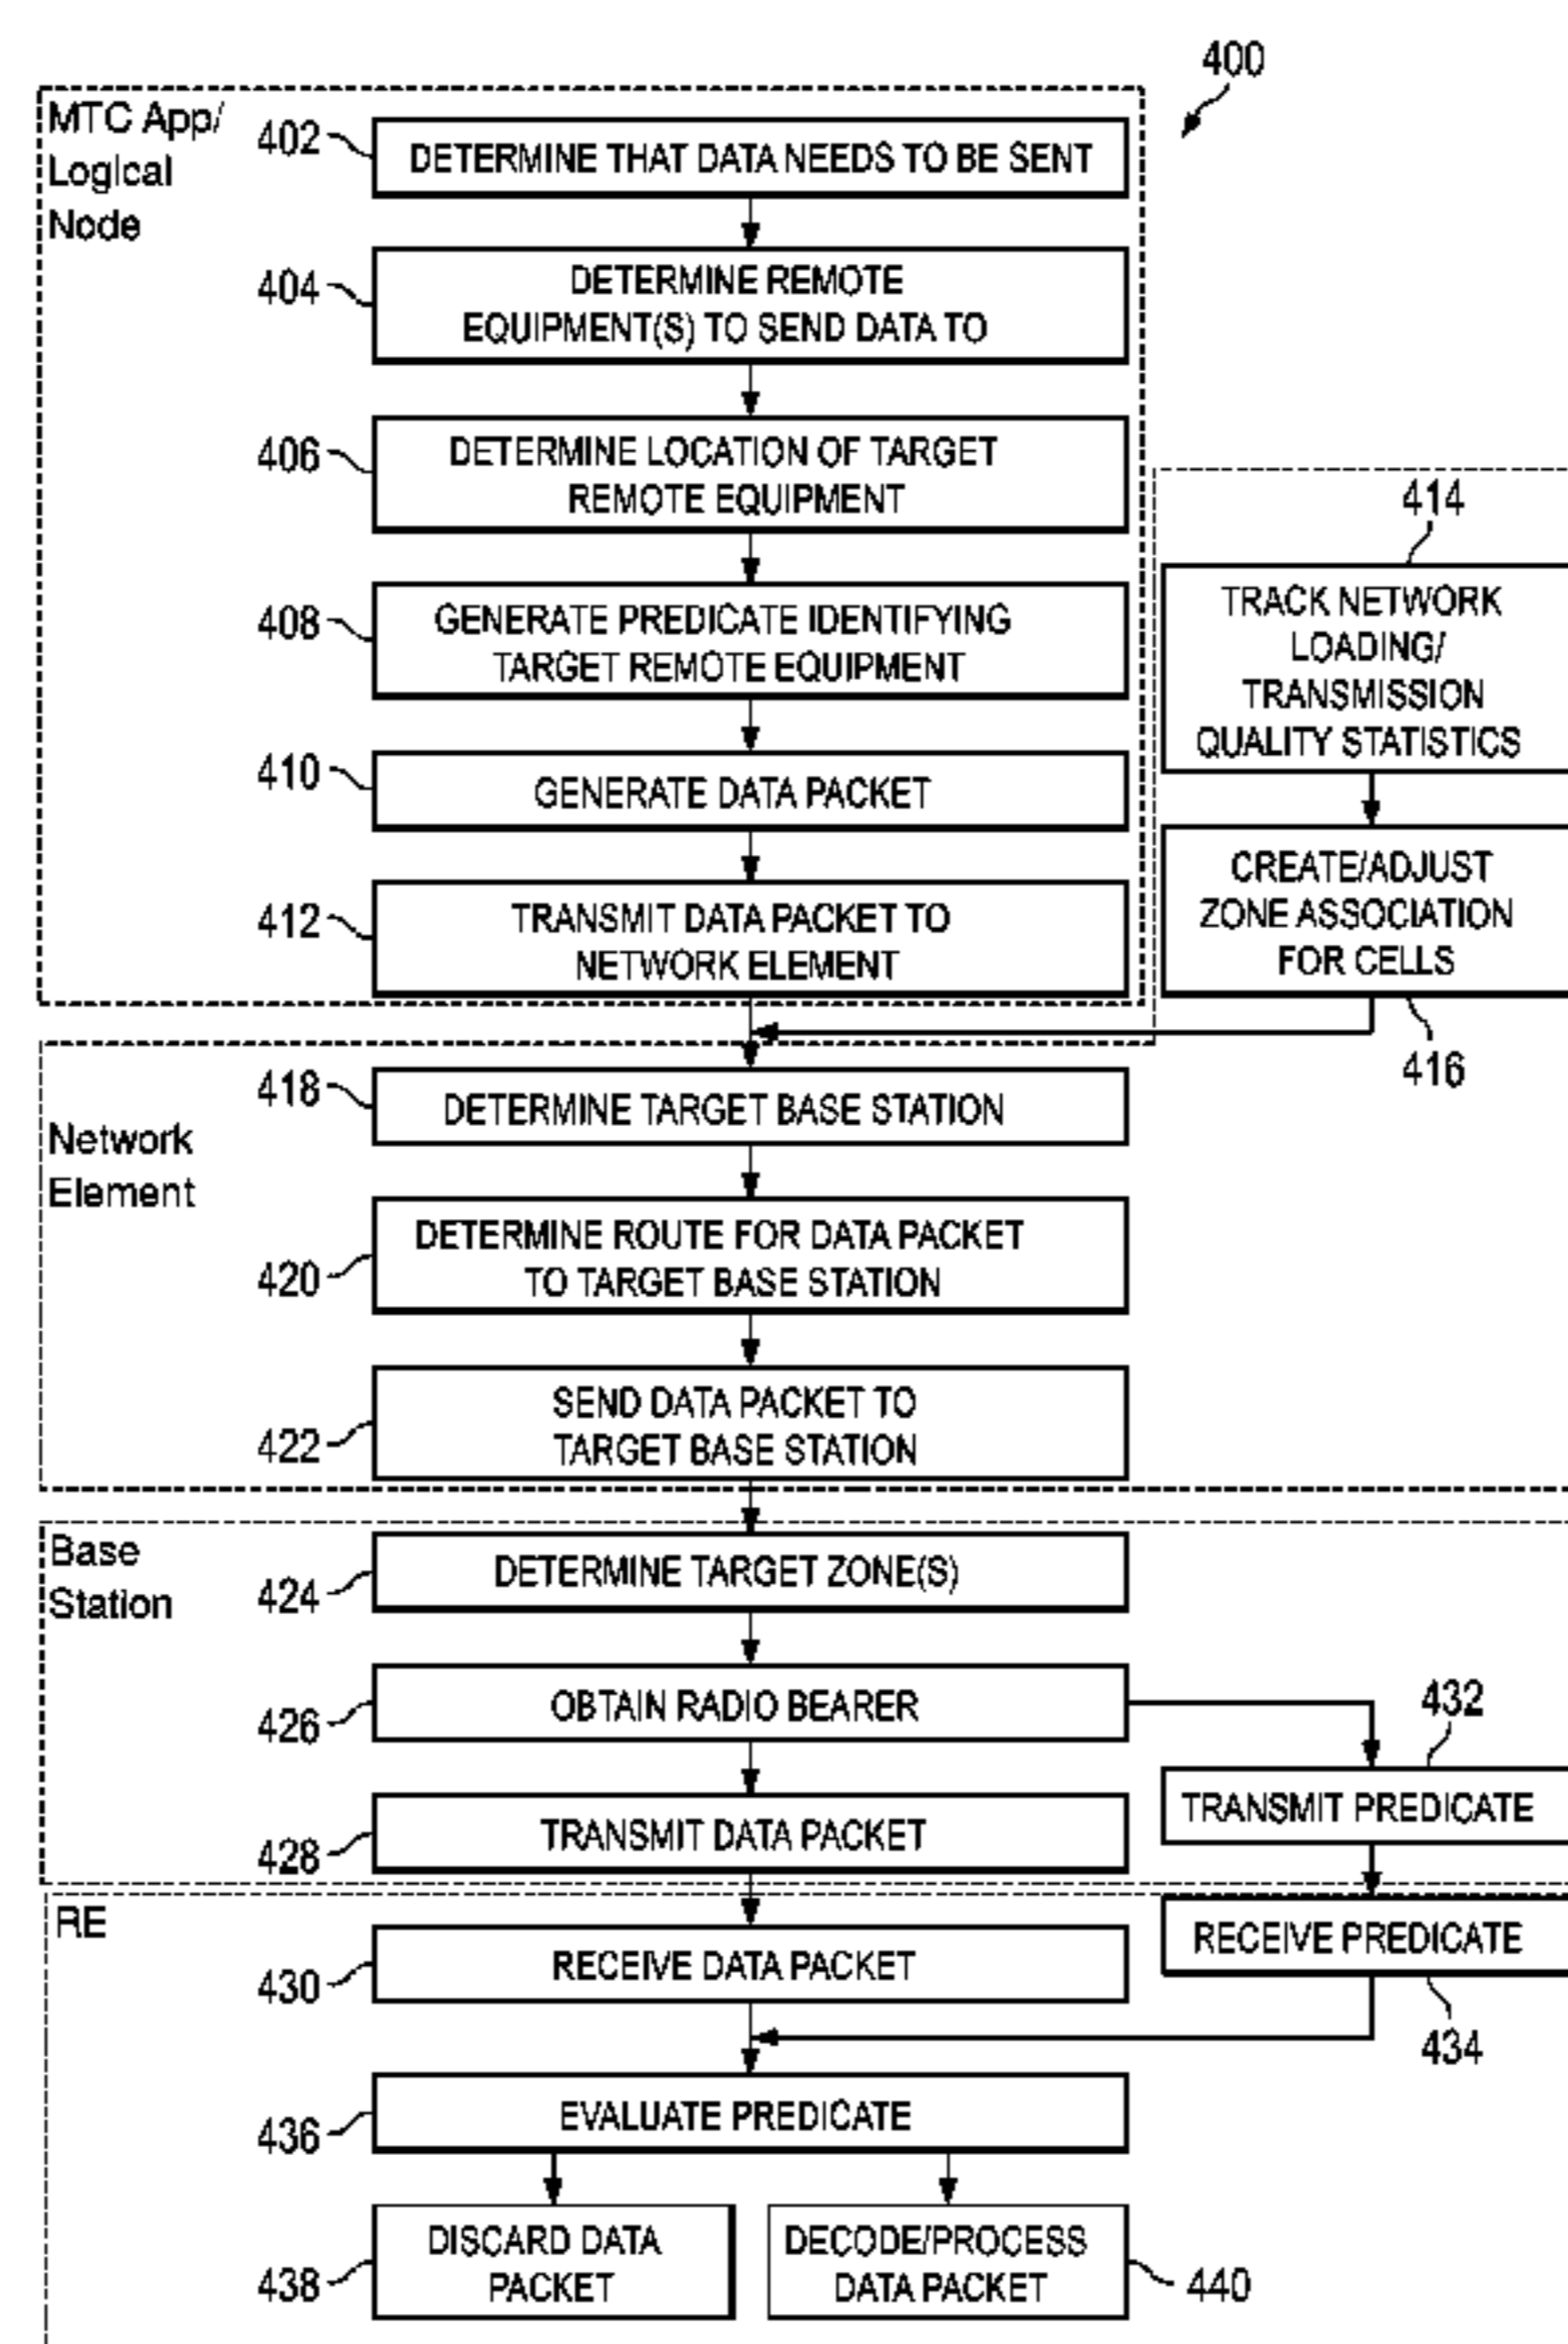 400
MTC App/
Logical
Node
402
DETERMINE THAT DATA NEEDS TO BE SENT
404
DETERMINE REMOTE
EQUIPMENT(S) TO SEND DATA TO
406
DETERMINE LOCATION OF TARGET
REMOTE EQUIPMENT
408
GENERATE PREDICATE IDENTIFYING
TARGET REMOTE EQUIPMENT
410
GENERATE DATA PACKET
412
TRANSMIT DATA PACKET TO
NETWORK ELEMENT
414
TRACK NETWORK
LOADING/
TRANSMISSION
QUALITY STATISTICS
CREATE/ADJUST
ZONE ASSOCIATION
FOR CELLS
416
Network
Element
418
DETERMINE TARGET BASE STATION
420
DETERMINE ROUTE FOR DATA PACKET
TO TARGET BASE STATION
422
SEND DATA PACKET TO
TARGET BASE STATION
Base
Station
424
DETERMINE TARGET ZONE(S)
426
OBTAIN RADIO BEARER
428
TRANSMIT DATA PACKET
432
TRANSMIT PREDICATE
RE
430
RECEIVE DATA PACKET
RECEIVE PREDICATE
434
436
EVALUATE PREDICATE
438
DISCARD DATA
PACKET
DECODE/PROCESS
DATA PACKET
440